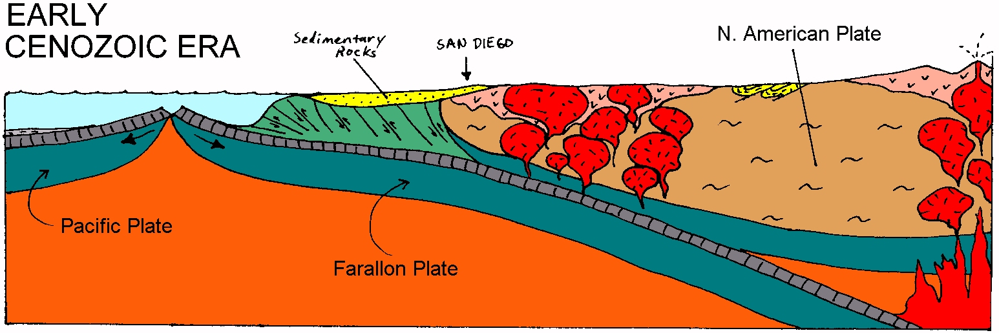 EARLY
CENOZOIC ERA
Sedimentary
Rocks
SAN DIEGO
N. American Plate
Pacific Plate
Farallon Plate